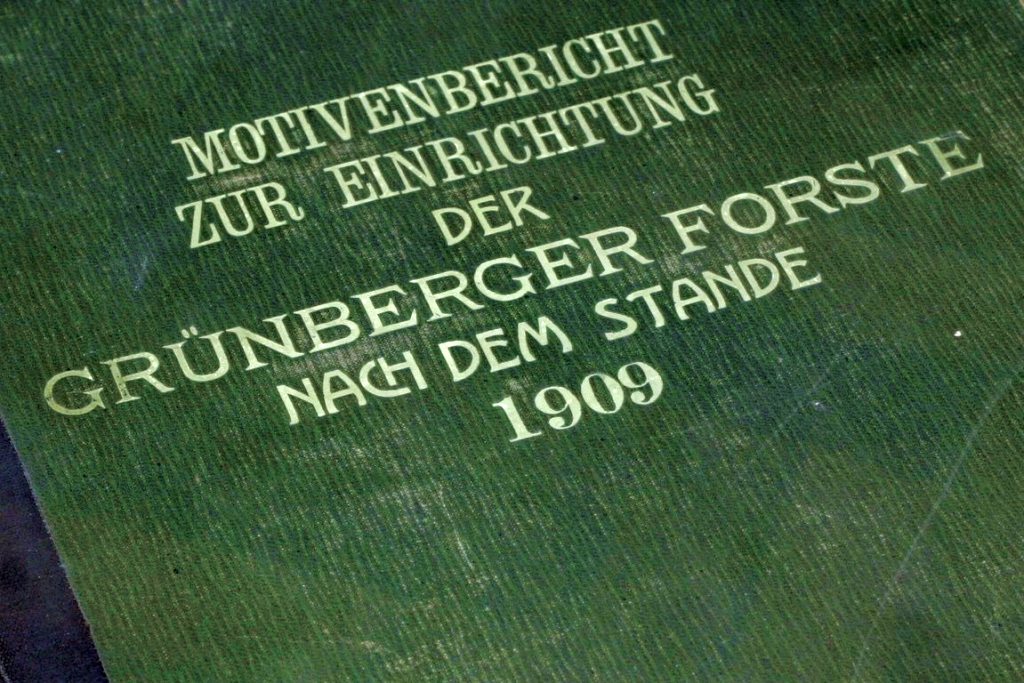 MOTIVENBERICHT
ZUR EINRICHTUNG
DER
GRÜNBERGER FORSTE
NACH DEM STANDE
1909